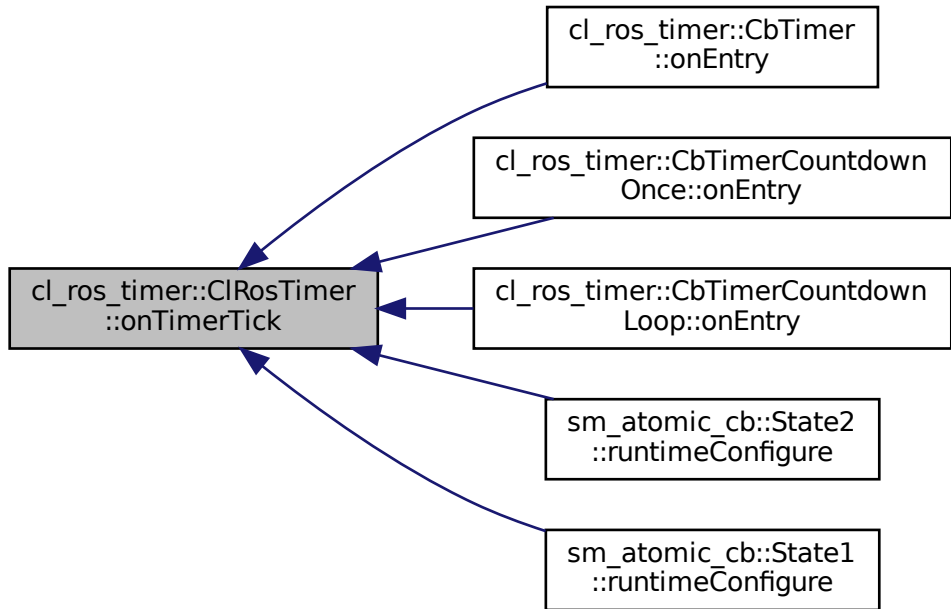 cl_ros_timer::CbTimer
::onEntry
cl_ros_timer::CbTimerCountdown
Once::onEntry
cl_ros_timer::ClRosTimer
::onTimerTick
cl_ros_timer::CbTimerCountdown
Loop::onEntry
sm_atomic_cb::State2
::runtimeConfigure
sm_atomic_cb::State1
::runtimeConfigure